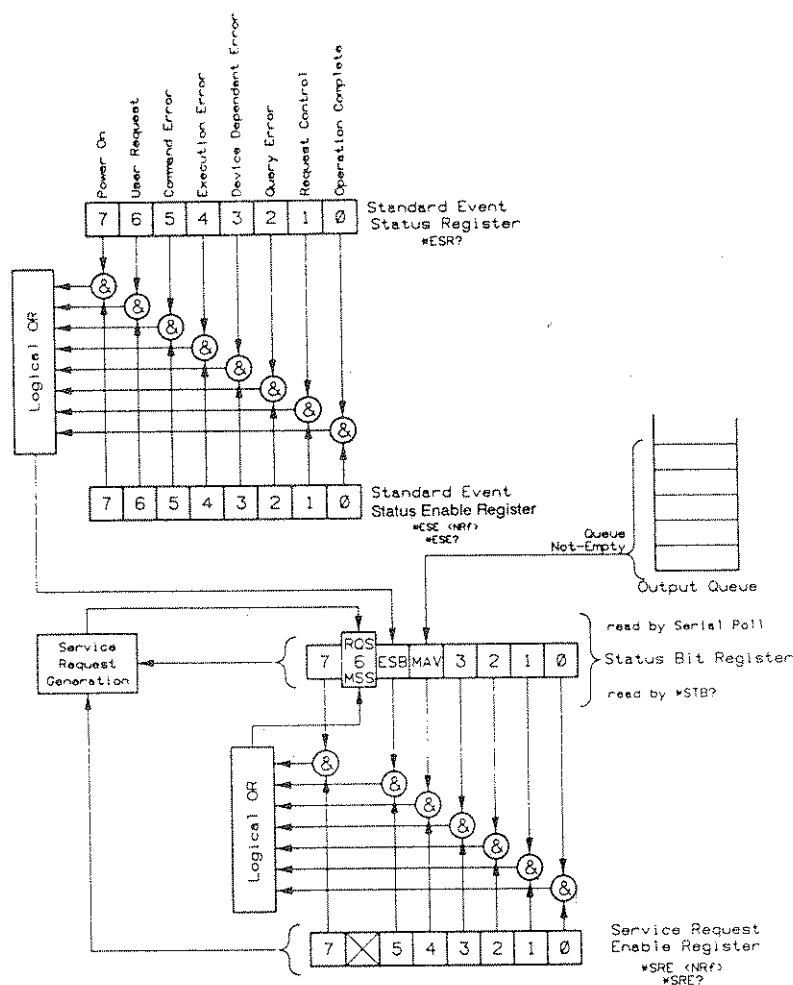 Power On
User Request
Command Error
Execution Error
Device Dependent Error
Query Error
Request Control
Operation Complete
7 6 5 4 3 2 1 0
Standard Event
Status Register
*ESR?
&
&
&
&
&
&
&
&
Logical OR
7 6 5 4 3 2 1 0
Standard Event
Status Enable Register
*ESE <NRf>
*ESE?
Queue
Not-Empty
Output Queue
Service
Request
Generation
RQS
7 6 ESB MAV 3 2 1 0
MSS
read by Serial Poll
Status Bit Register
read by *STB?
&
&
&
&
&
&
&
Logical OR
7 5 4 3 2 1 0
Service Request
Enable Register
*SRE <NRf>
*SRE?